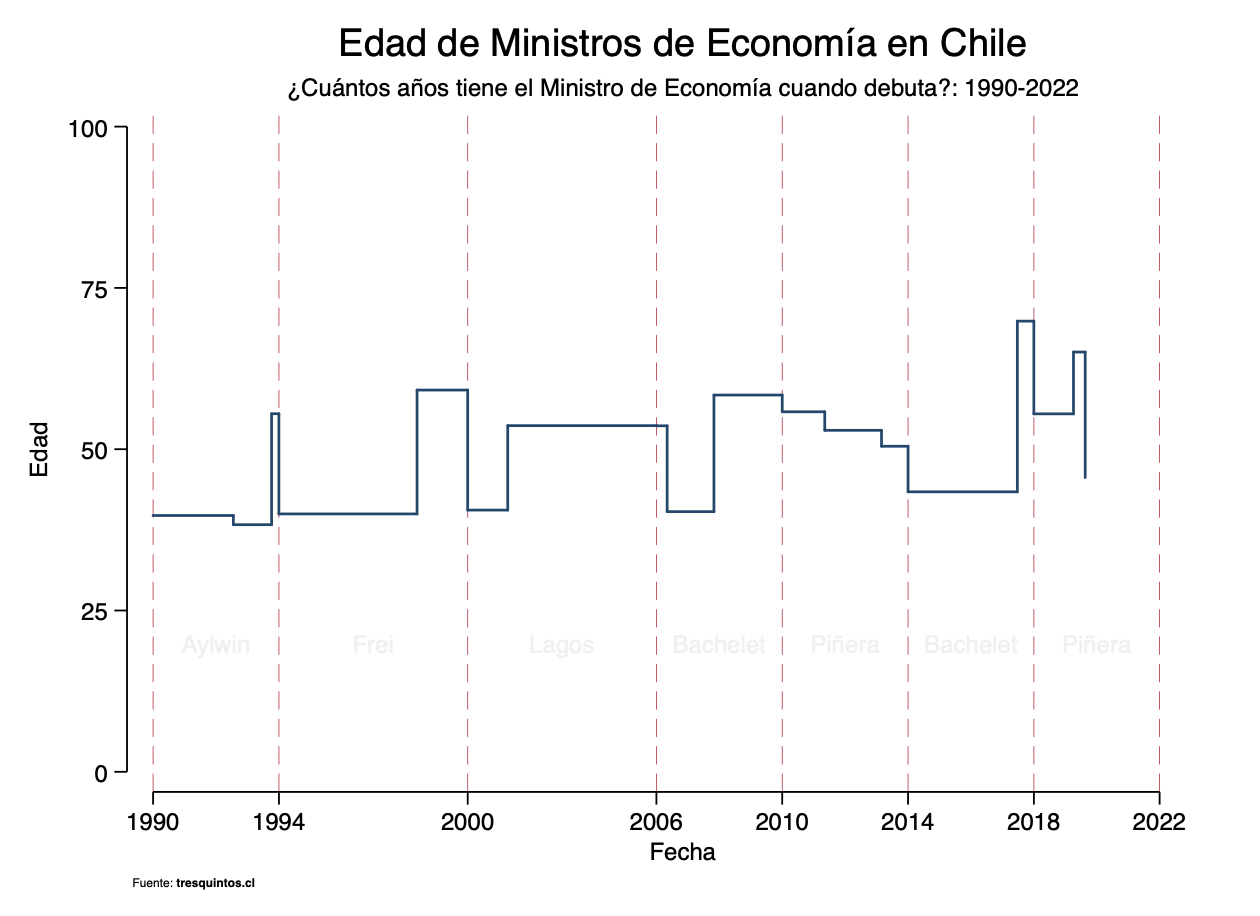 Edad de Ministros de Economía en Chile
¿Cuántos años tiene el Ministro de Economía cuando debuta?: 1990-2022
100
75
50
25
0
Edad
Aylwin Frei Lagos Bachelet Piñera Bachelet Piñera
1990 1994 2000 2006 2010 2014 2018 2022
Fecha
Fuente: tresquintos.cl